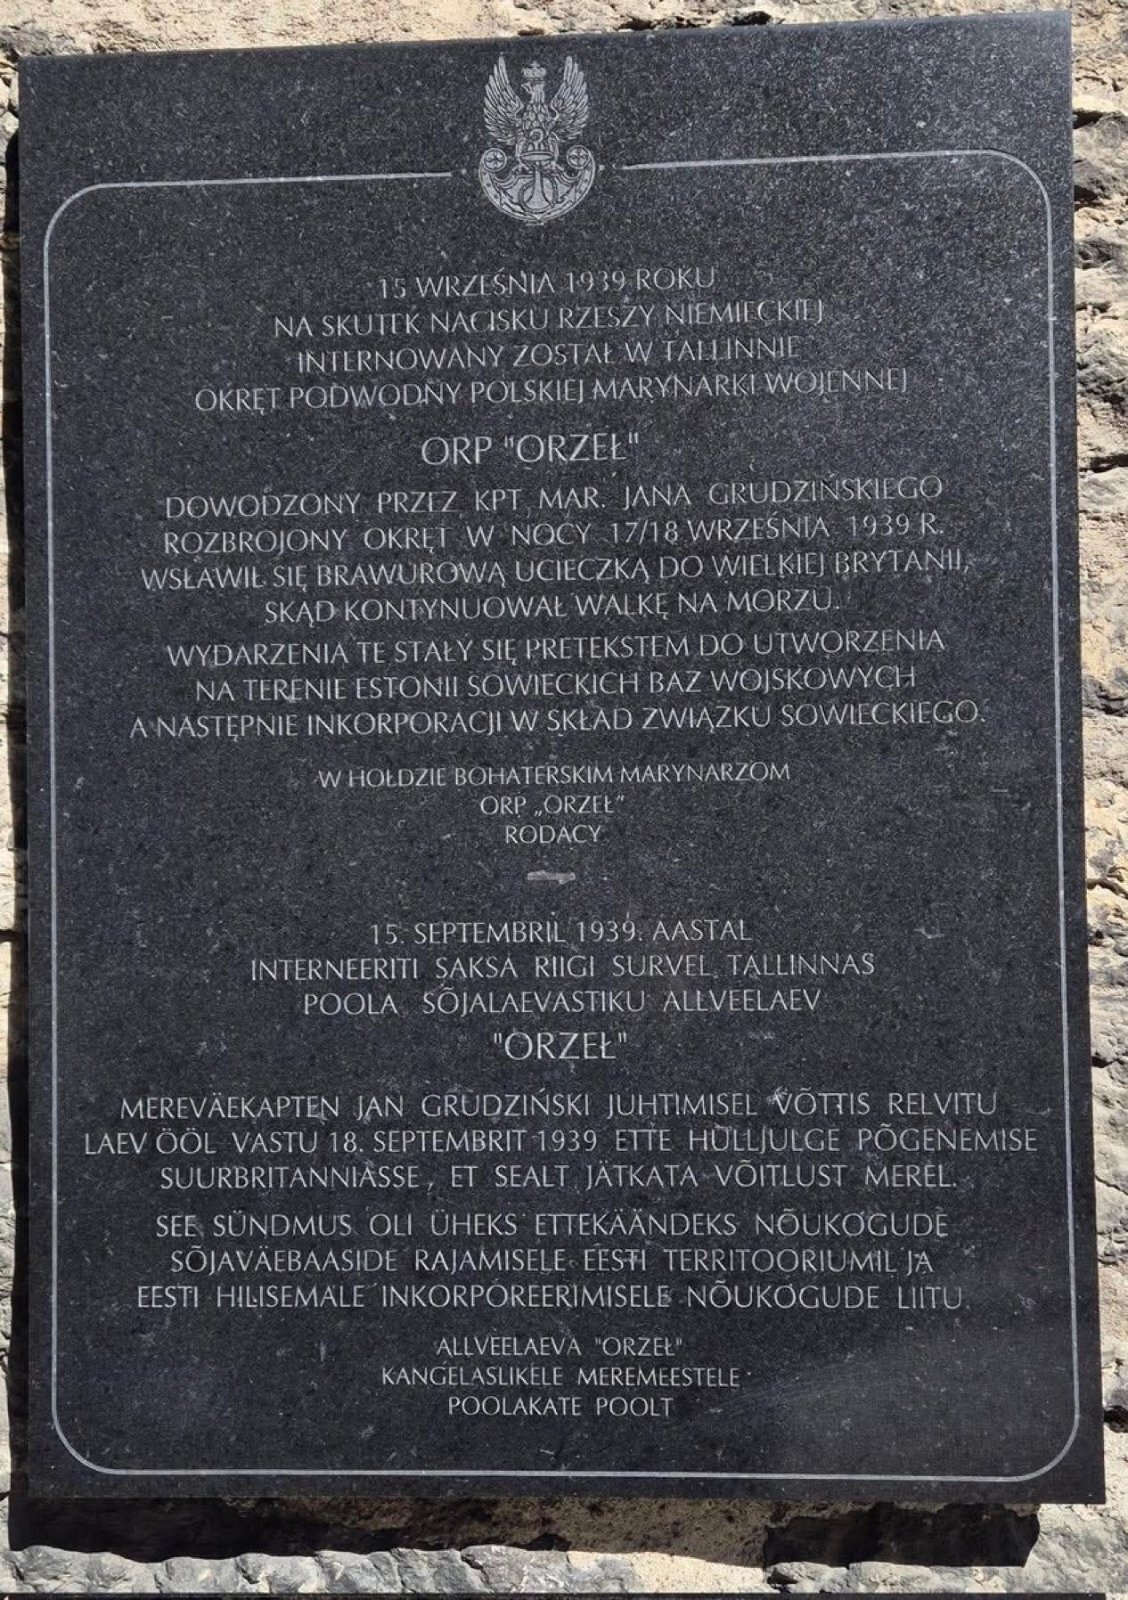 15 WRZEŚNIA 1939 ROKU
NA SKUTEK NACISKU RZESZY NIEMIECKIEJ
INTERNOWANY ZOSTAŁ W TALLINNIE
OKRĘT PODWODNY POLSKIEJ MARYNARKI WOJENNEJ
ORP "ORZEŁ"
DOWODZONY PRZEZ KPT. MAR. JANA GRUDZIŃSKIEGO
ROZBROJONY OKRĘT W NOCY 17/18 WRZEŚNIA 1939 R.
WSŁAWIŁ SIĘ BRAWUROWĄ UCIECZKĄ DO WIELKIEJ BRYTANII,
SKĄD KONTYNUOWAŁ WALKĘ NA MORZU.
WYDARZENIA TE STAŁY SIĘ PRETEKSTEM DO UTWORZENIA
NA TERENIE ESTONII SOWIECKICH BAZ WOJSKOWYCH
A NASTĘPNIE INKORPORACJI W SKŁAD ZWIĄZKU SOWIECKIEGO.
W HOŁDZIE BOHATERSKIM MARYNARZOM
ORP „ORZEŁ"
RODACY
15. SEPTEMBRIL 1939. AASTAL
INTERNEERITI SAKSA RIIGI SURVEL TALLINNAS
POOLA SÕJALAEVASTIKU ALLVEELAEV
"ORZEŁ"
MEREVÄEKAPTEN JAN GRUDZIŃSKI JUHTIMISEL VÕTTIS RELVITU
LAEV ÖÖL VASTU 18. SEPTEMBRIT 1939 ETTE HULLJULGE PÕGENEMISE
SUURBRITANNIASSE, ET SEALT JÄTKATA VÕITLUST MEREL.
SEE SÜNDMUS OLI ÜHEKS ETTEKÄÄNDEKS NÕUKOGUDE
SÕJAVÄEBAASIDE RAJAMISELE EESTI TERRITOORIUMIL JA
EESTI HILISEMALE INKORPOREERIMISELE NÕUKOGUDE LIITU.
ALLVEELAEVA "ORZEŁ"
KANGELASLIKELE MEREMEESTELE
POOLAKATE POOLT